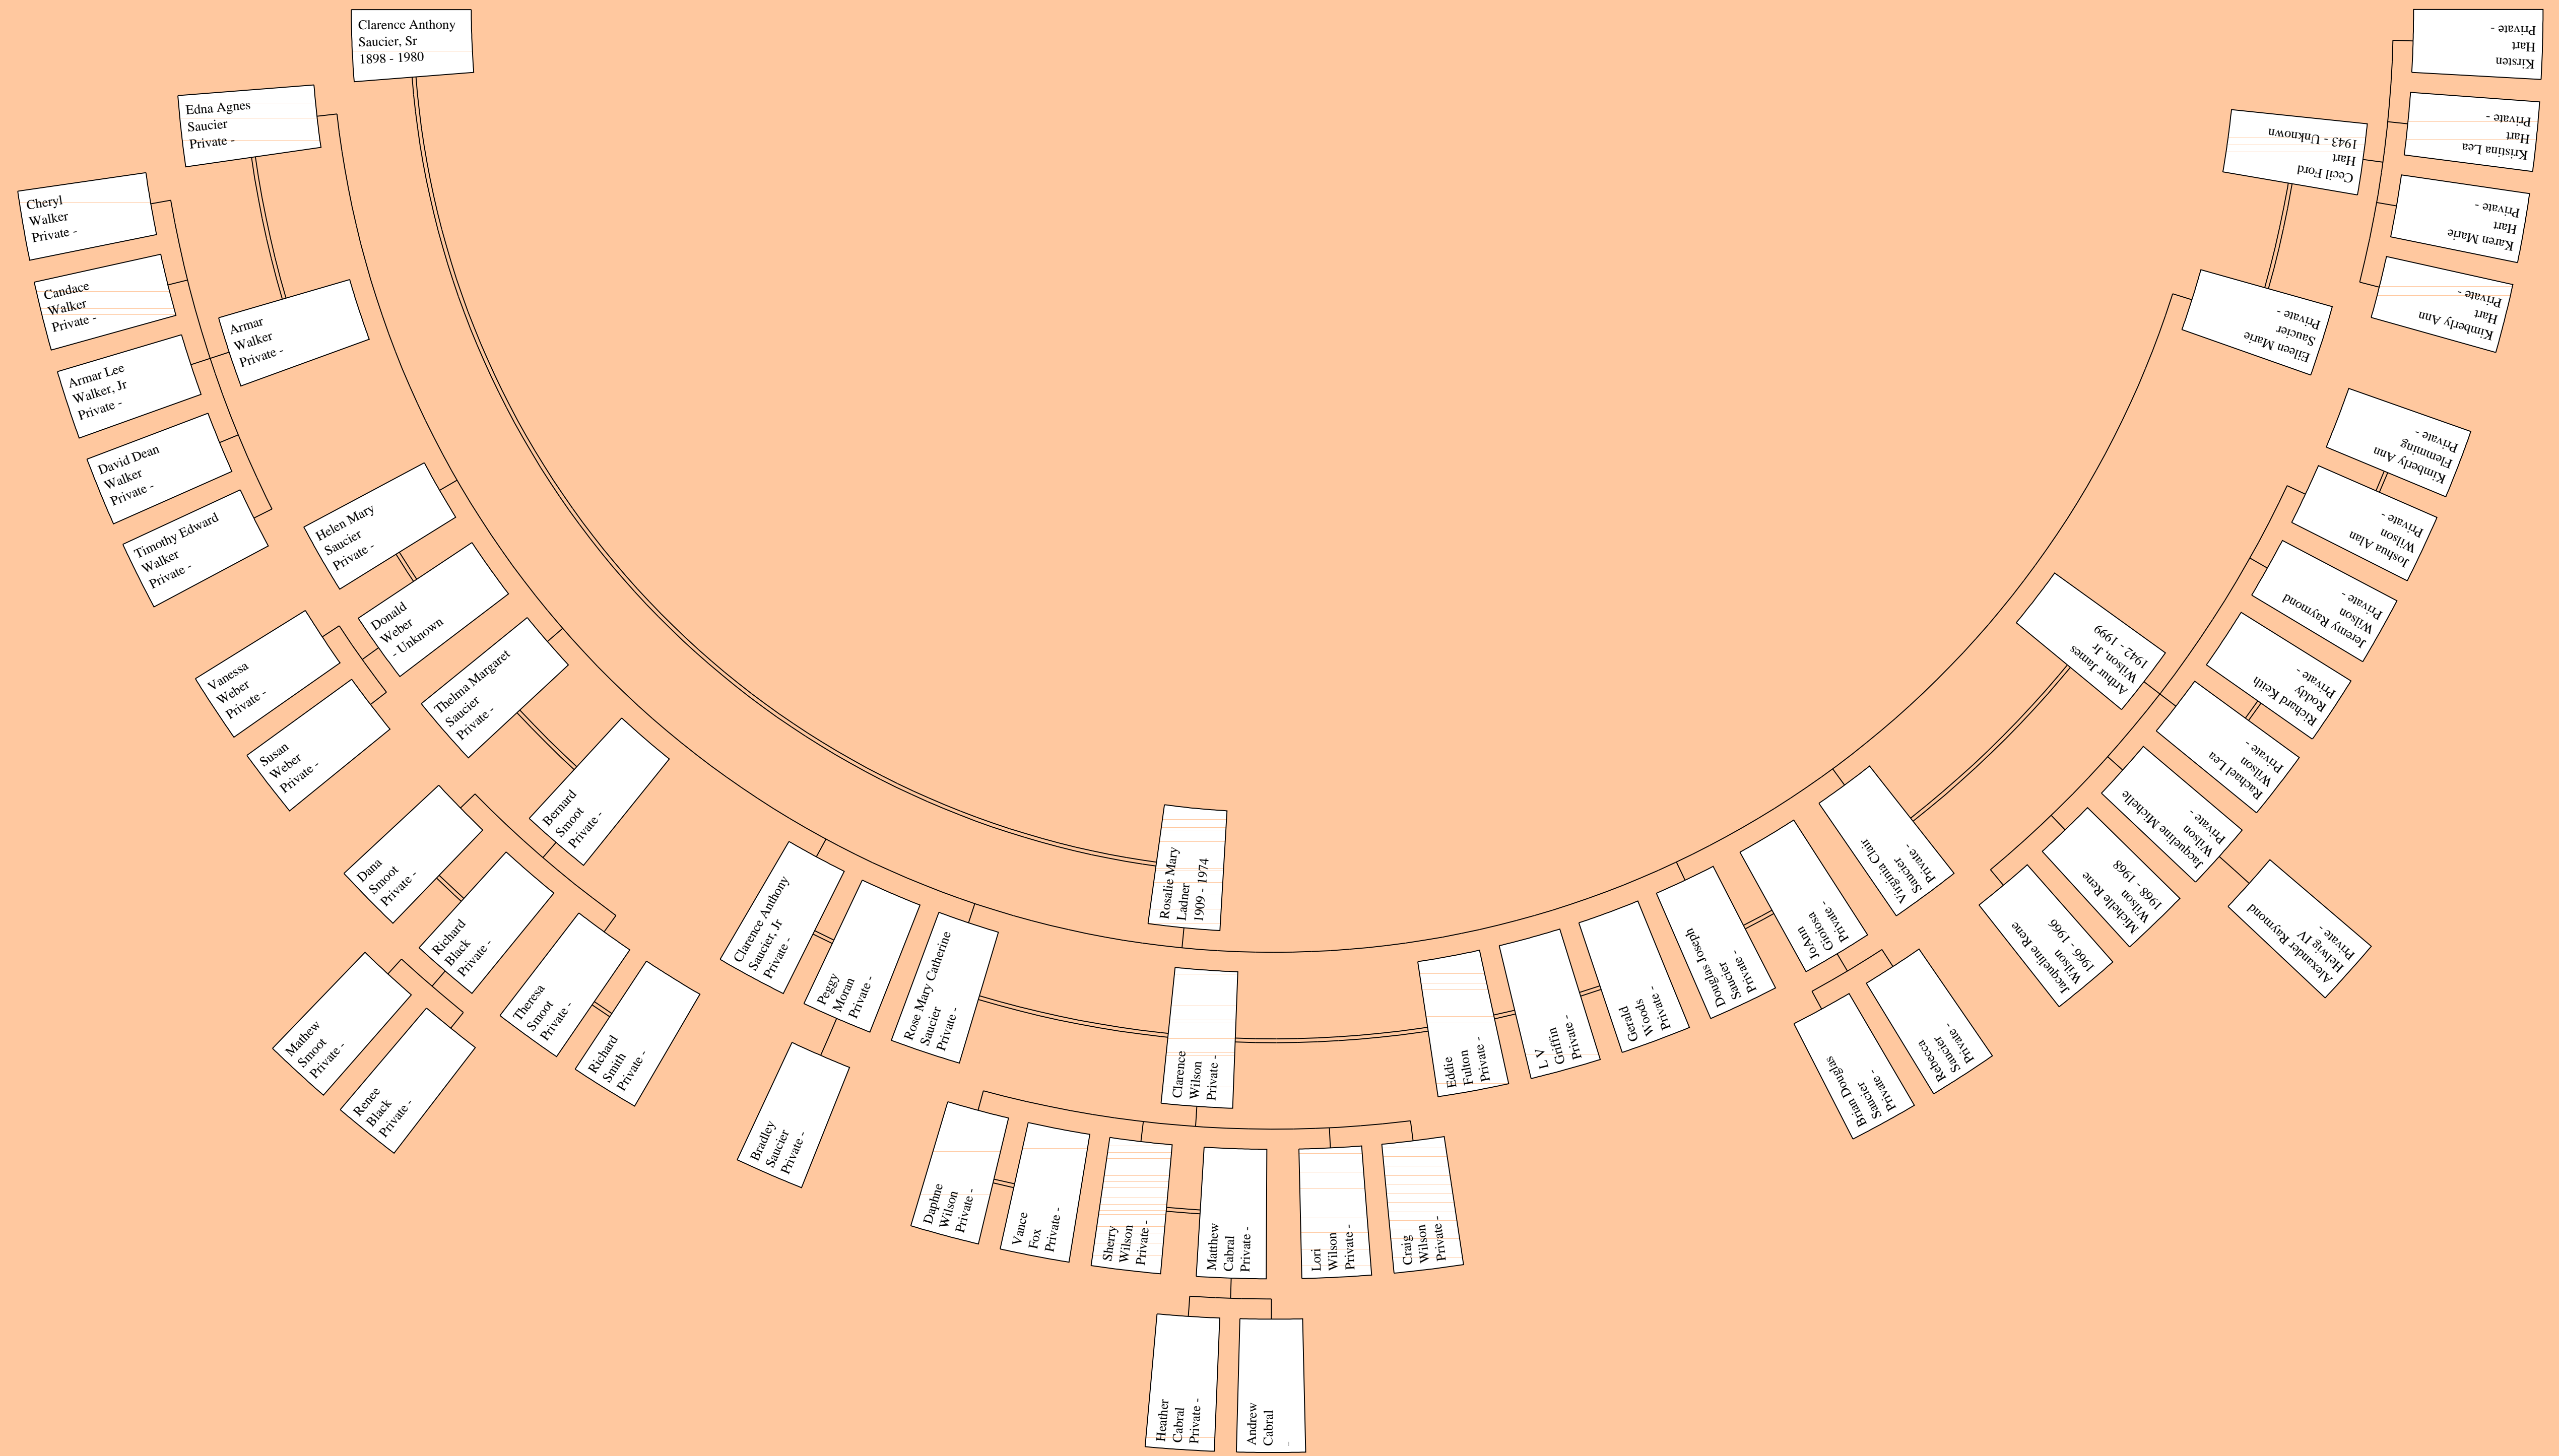 Clarence Anthony
Saucier, Sr
1898 - 1980
Edna Agnes
Saucier
Private -
Cheryl
Walker
Private -
Candace
Walker
Private -
Armar
Walker
Private -
Armar Lee
Walker, Jr
Private -
David Dean
Walker
Private -
Timothy Edward
Walker
Private -
Helen Mary
Saucier
Private -
Donald
Weber
- Unknown
Vanessa
Weber
Private -
Susan
Weber
Private -
Thelma Margaret
Saucier
Private -
Bernard
Smoot
Private -
Dana
Smoot
Private -
Richard
Black
Private -
Mathew
Smoot
Private -
Renee
Black
Private -
Theresa
Smoot
Private -
Richard
Smith
Private -
Clarence Anthony
Saucier, Jr
Private -
Peggy
Moran
Private -
Bradley
Saucier
Private -
Rose Mary Catherine
Saucier
Private -
Rosalie Mary
Ladner
1909 - 1974
Clarence
Wilson
Private -
Daphne
Wilson
Private -
Vance
Fox
Private -
Sherry
Wilson
Private -
Matthew
Cabral
Private -
Heather
Cabral
Private -
Andrew
Cabral
-
Lori
Wilson
Private -
Craig
Wilson
Private -
Eddie
Fulton
Private -
L V
Griffin
Private -
Gerald
Woods
Private -
Douglas Joseph
Saucier
Private -
JoAnn
Gioiosa
Private -
Brian Douglas
Saucier
Private -
Rebecca
Saucier
Private -
Virginia Clair
Saucier
Private -
Arthur James
Wilson, Jr
1942 - 1999
Jacqueline Rene
Wilson
1966 - 1966
Michelle Rene
Wilson
1968 - 1968
Jacqueline Michelle
Wilson
Private -
Alexander Raymond
Helwig IV
Private -
Rachael Lea
Wilson
Private -
Richard Keith
Roddy
Private -
Jeremy Raymond
Wilson
Private -
Joshua Alan
Wilson
Private -
Kimberly Ann
Flemming
Private -
Eileen Marie
Saucier
Private -
Cecil Ford
Hart
1943 - Unknown
Kimberly Ann
Hart
Private -
Karen Marie
Hart
Private -
Kristina Lea
Hart
Private -
Kirsten
Hart
Private -